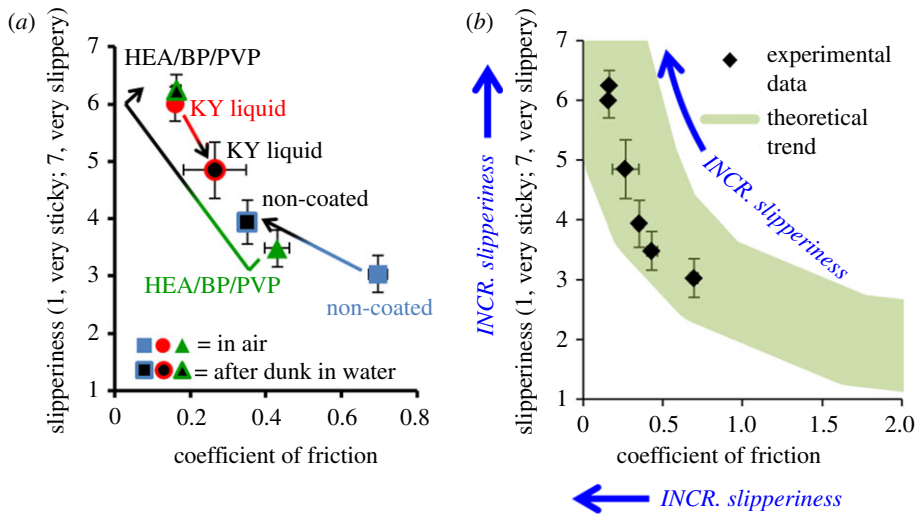 (a)
slipperiness (1, very sticky; 7, very slippery)
7
6
5
4
3
2
1
HEA/BP/PVP
KY liquid
KY liquid
non-coated
HEA/BP/PVP
non-coated
= in air
= after dunk in water
0
0.2
0.4
0.6
0.8
coefficient of friction
(b)
INCR. slipperiness
slipperiness (1, very sticky; 7, very slippery)
7
6
5
4
3
2
1
experimental
data
theoretical
trend
INCR. slipperiness
0
0.5
1.0
1.5
2.0
coefficient of friction
INCR. slipperiness